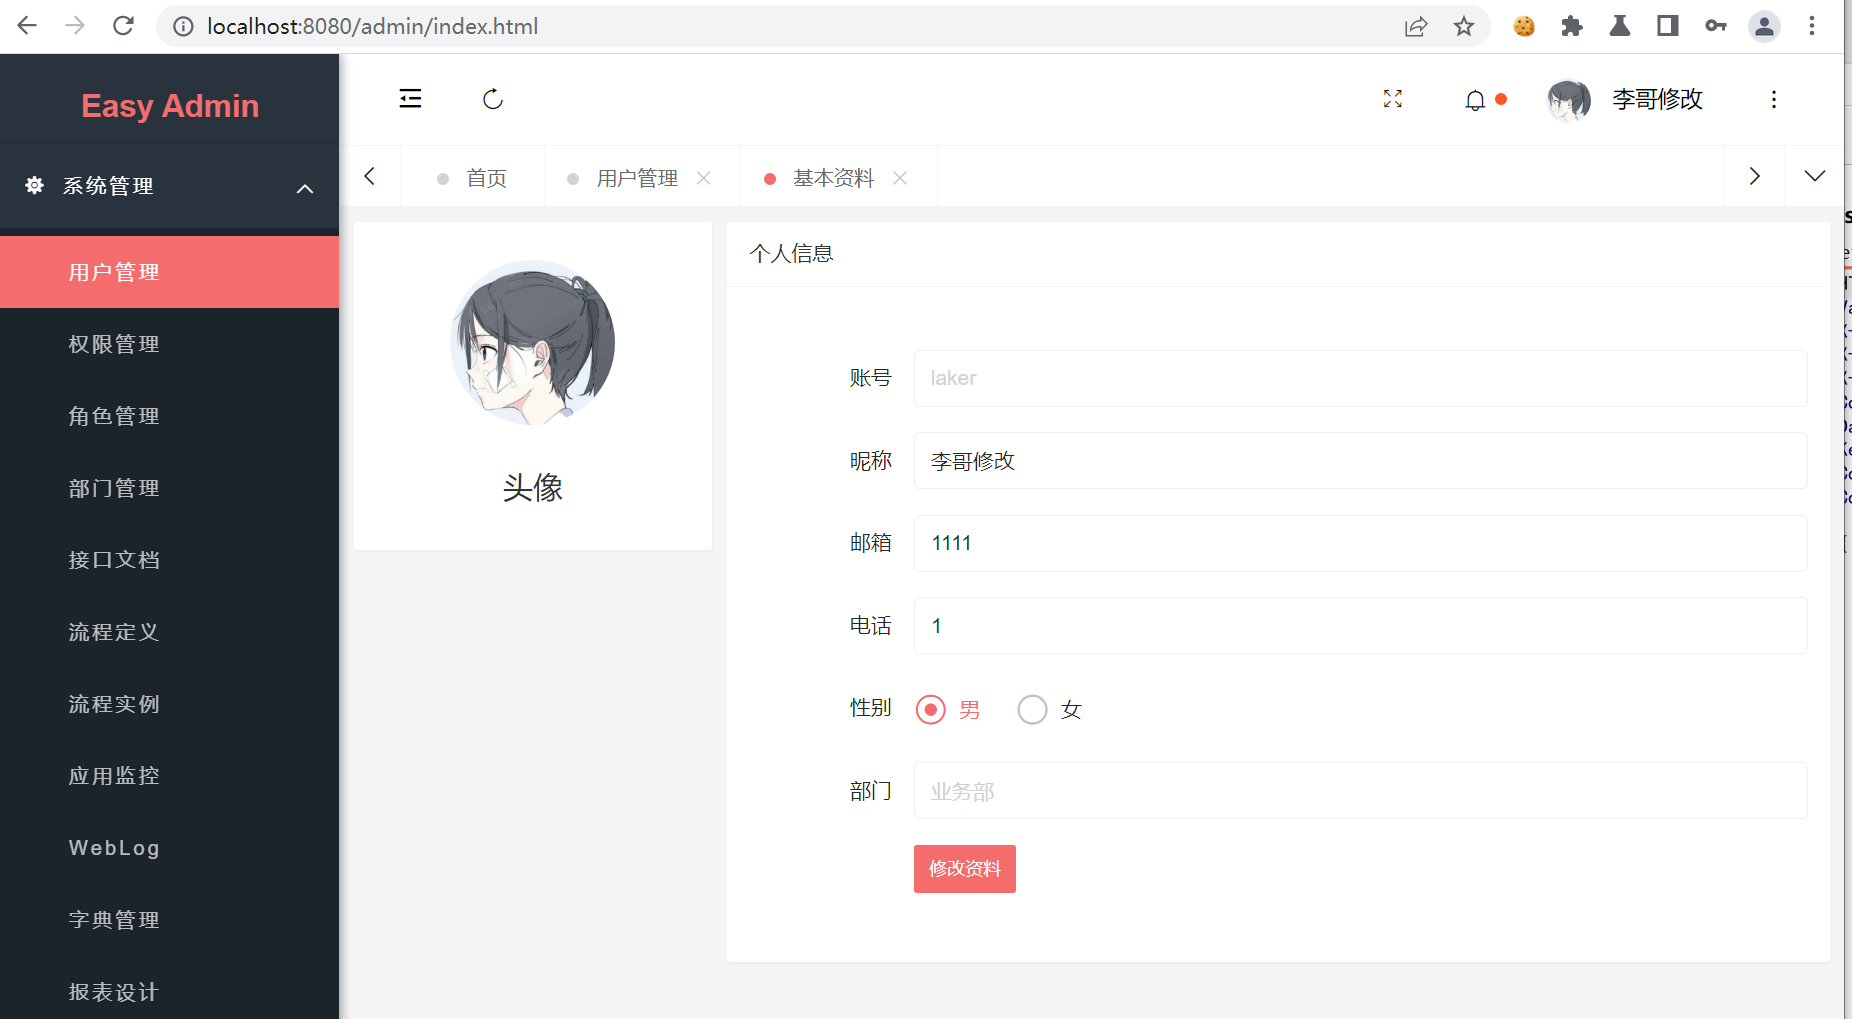 localhost:8080/admin/index.html
Easy Admin
李哥修改
系统管理
首页
用户管理
基本资料
用户管理
权限管理
角色管理
部门管理
接口文档
流程定义
流程实例
应用监控
WebLog
字典管理
报表设计
头像
个人信息
账号 laker
昵称 李哥修改
邮箱 1111
电话 1
性别 男 女
部门 业务部
修改资料